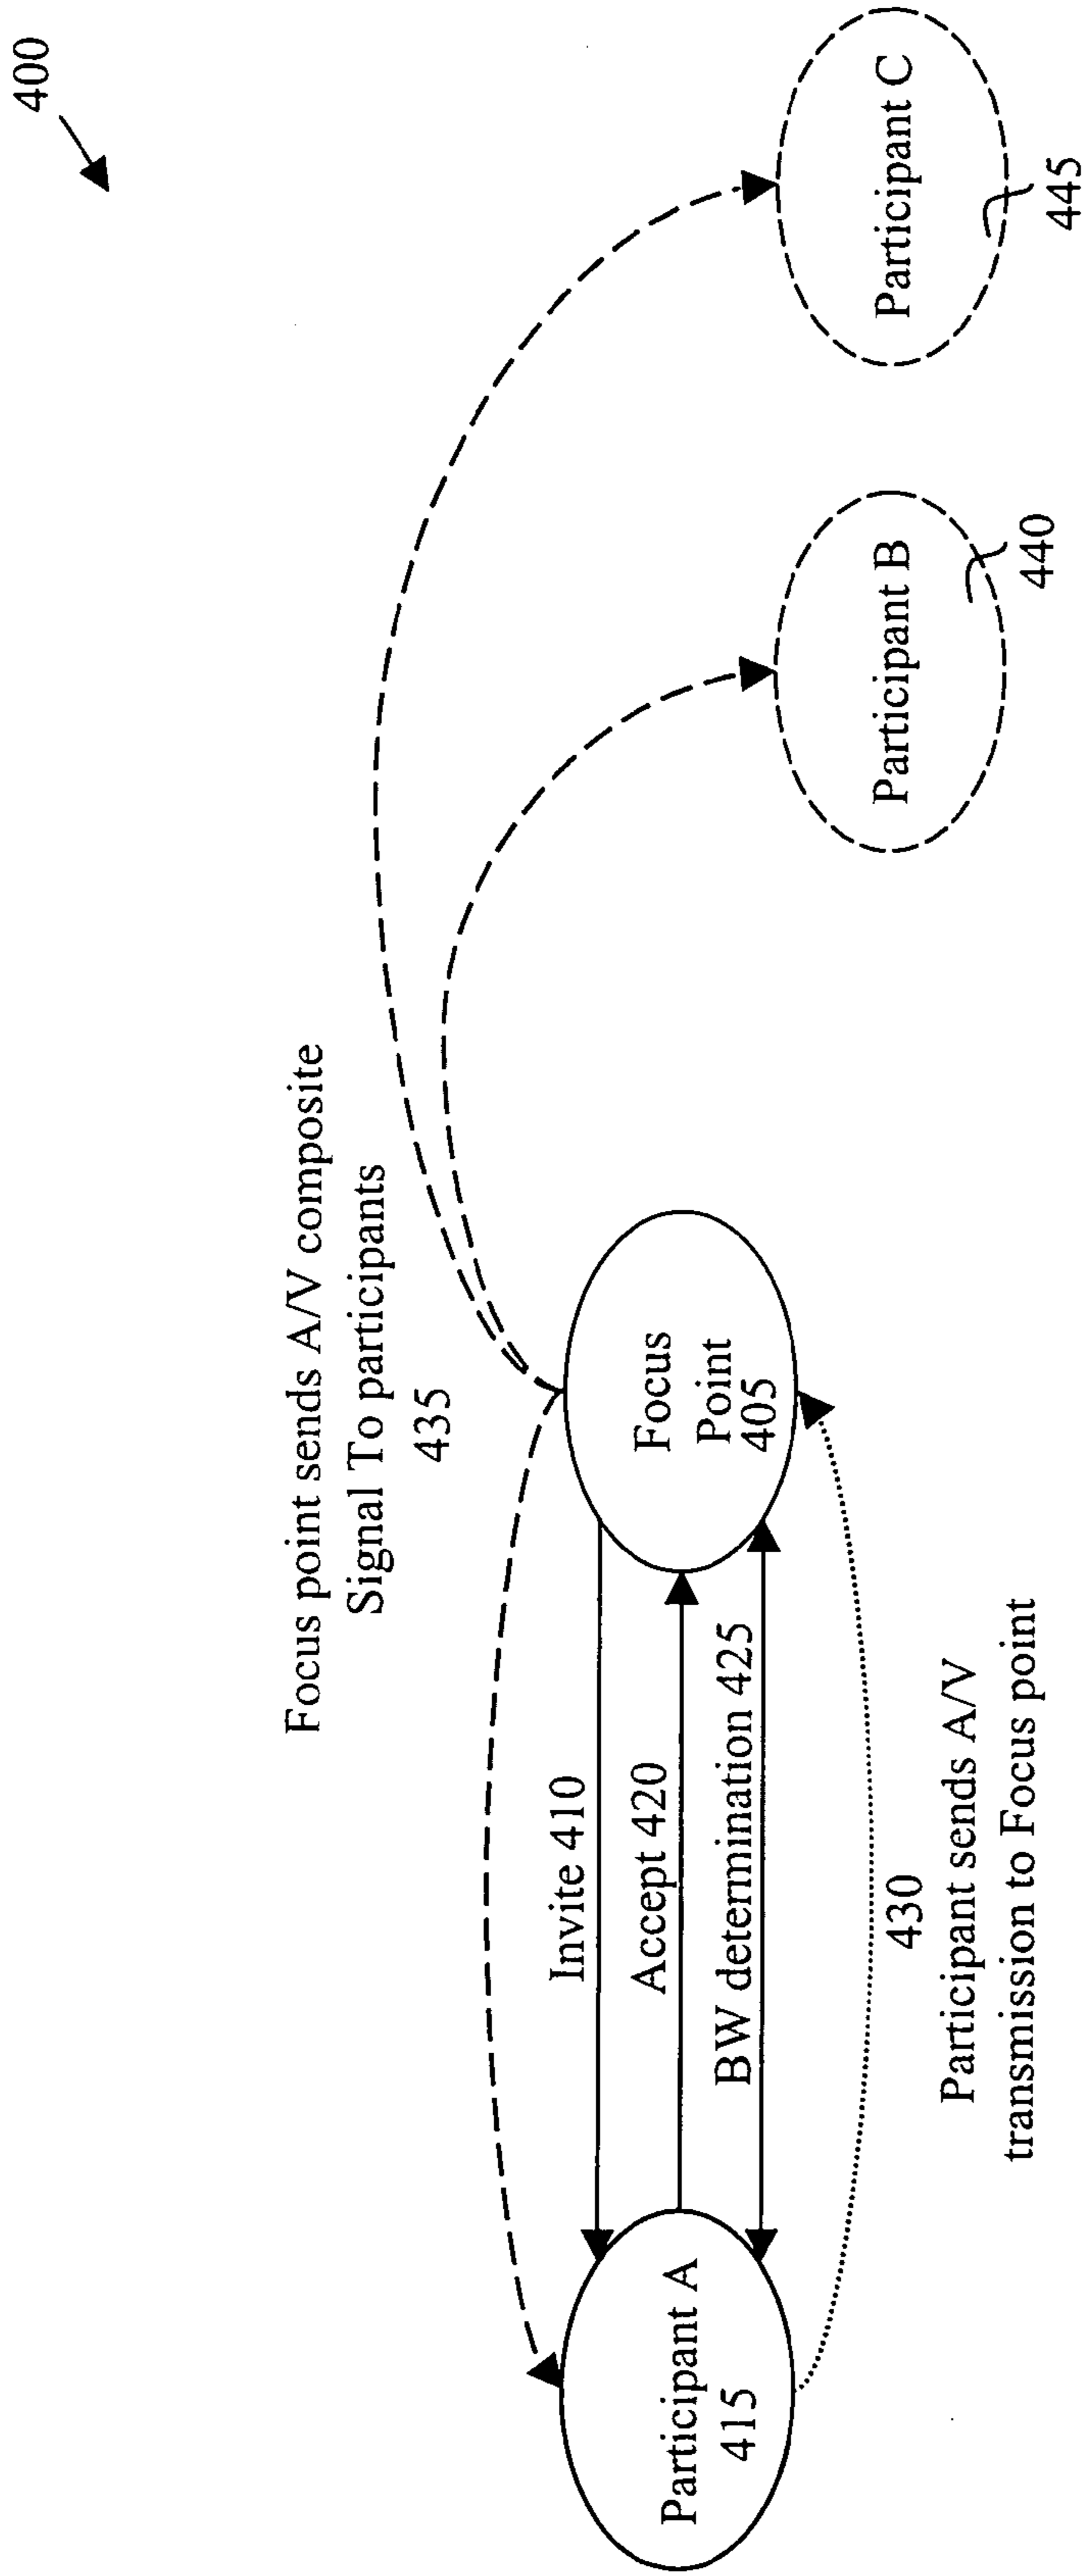 400
Focus point sends A/V composite
Signal To participants
435
Invite 410
Accept 420
BW determination 425
Participant A
415
Focus
Point
405
430
Participant sends A/V
transmission to Focus point
Participant B
440
Participant C
445